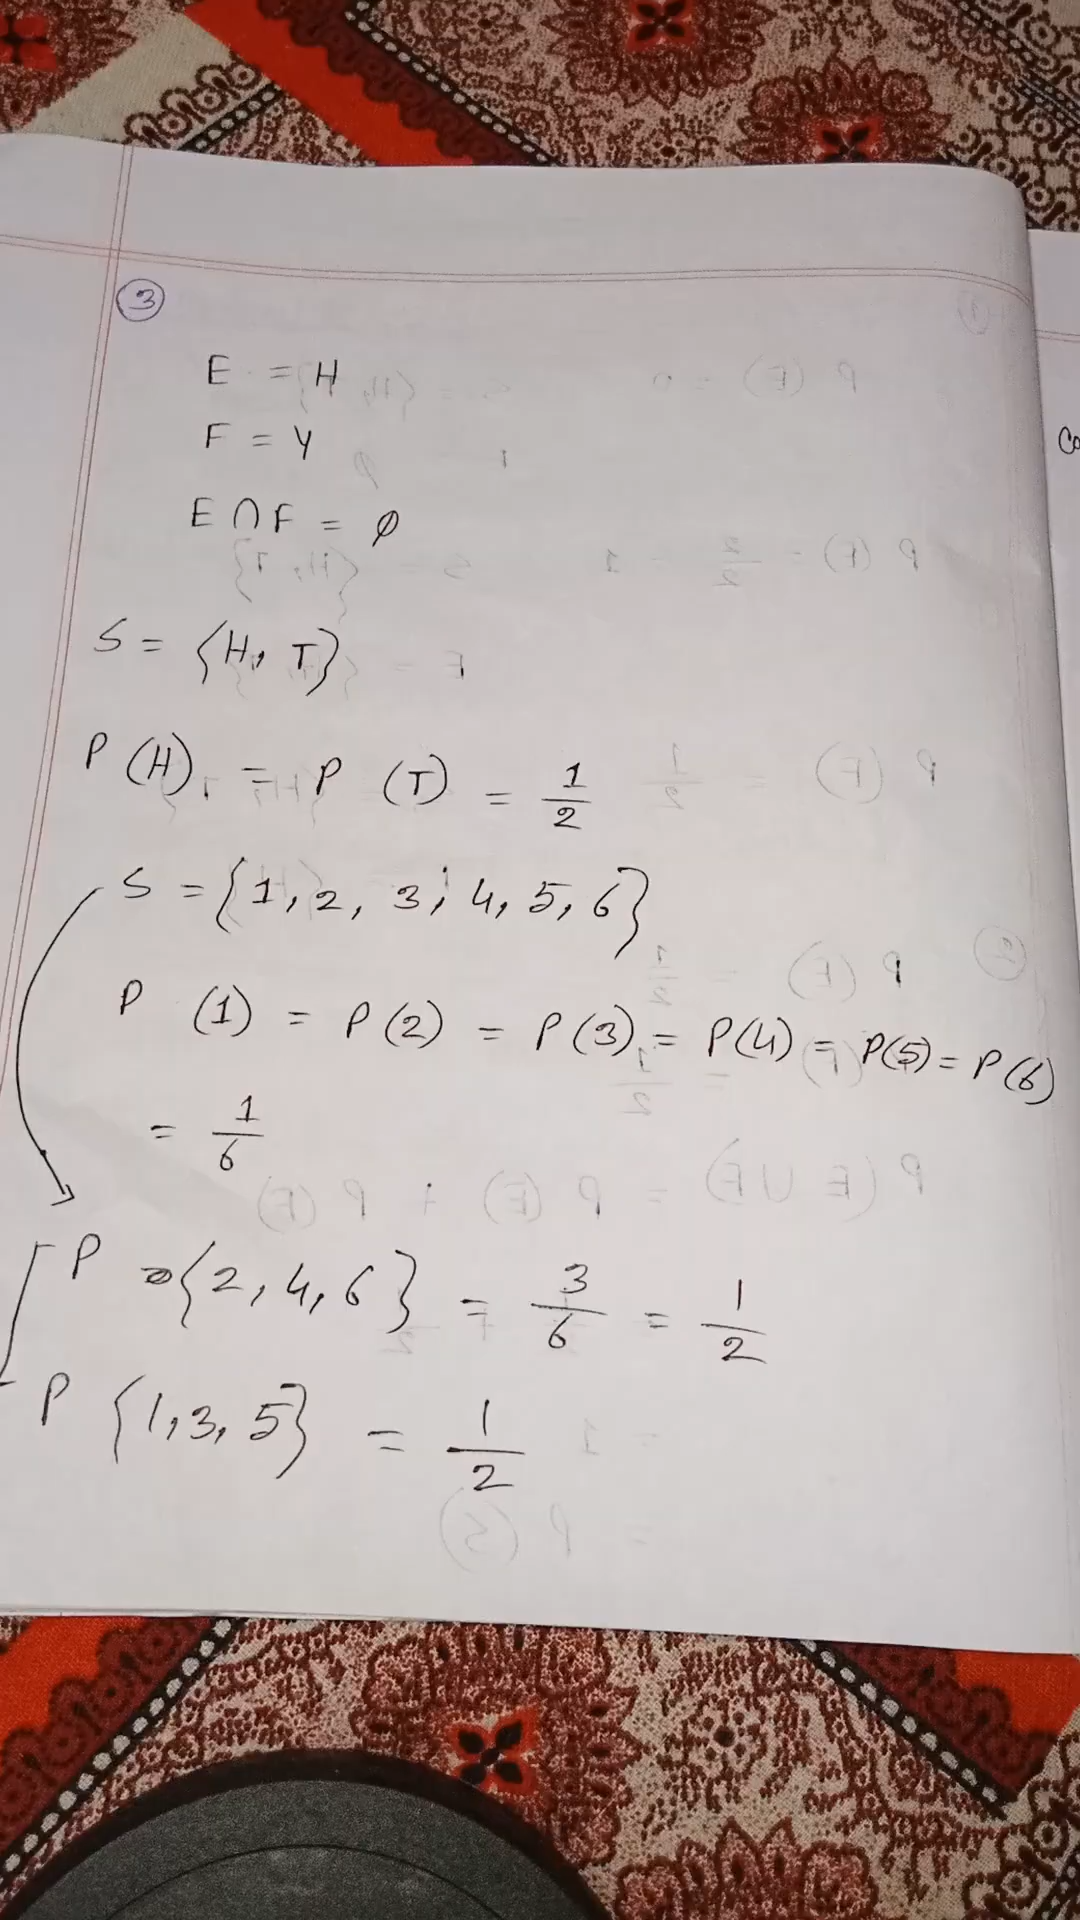 3
E = H
F = Y
E ∩ F = ∅
S = {H, T}
P (H) = P (T) = 1/2
S = {1, 2, 3, 4, 5, 6}
P (1) = P(2) = P(3) = P(4) = P(5) = P(6)
= 1/6
P {2, 4, 6} = 3/6 = 1/2
P {1, 3, 5} = 1/2